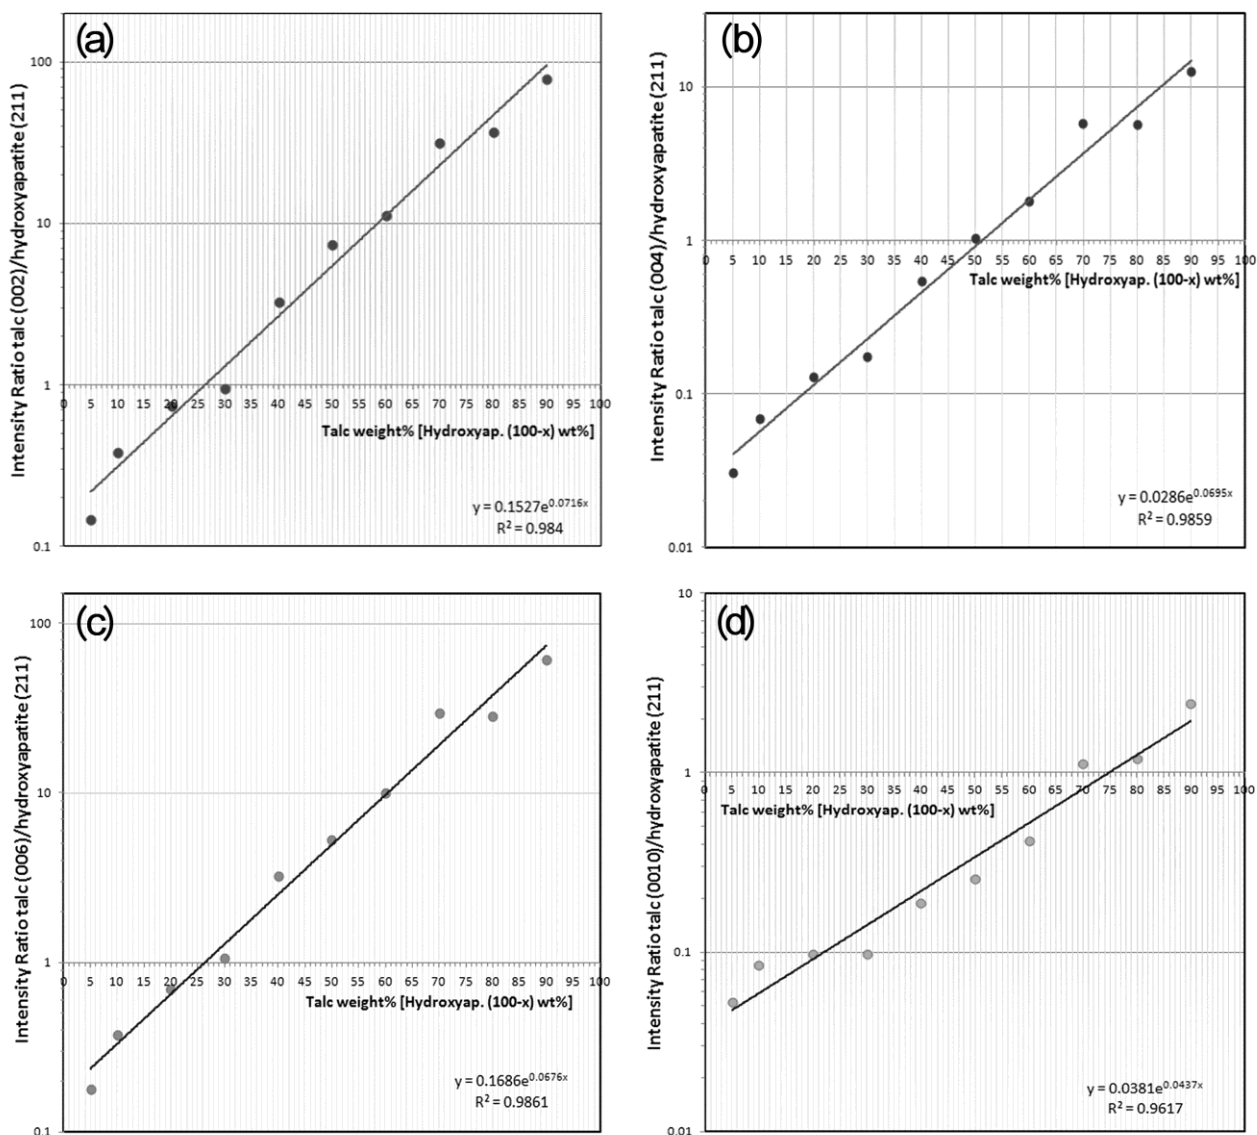 (a)
Intensity Ratio talc (002)/hydroxyapatite (211)
100
10
1
0.1
0 5 10 15 20 25 30 35 40 45 50 55 60 65 70 75 80 85 90 95 100
Talc weight% [Hydroxyap. (100-x) wt%]
y = 0.1527e^0.0716x
R² = 0.984
(b)
Intensity Ratio talc (004)/hydroxyapatite (211)
10
1
0.1
0.01
0 5 10 15 20 25 30 35 40 45 50 55 60 65 70 75 80 85 90 95 100
Talc weight% [Hydroxyap. (100-x) wt%]
y = 0.0286e^0.0695x
R² = 0.9859
(c)
Intensity Ratio talc (006)/hydroxyapatite (211)
100
10
1
0.1
0 5 10 15 20 25 30 35 40 45 50 55 60 65 70 75 80 85 90 95 100
Talc weight% [Hydroxyap. (100-x) wt%]
y = 0.1686e^0.0676x
R² = 0.9861
(d)
Intensity Ratio talc (0010)/hydroxyapatite (211)
10
1
0.1
0.01
0 5 10 15 20 25 30 35 40 45 50 55 60 65 70 75 80 85 90 95 100
Talc weight% [Hydroxyap. (100-x) wt%]
y = 0.0381e^0.0437x
R² = 0.9617